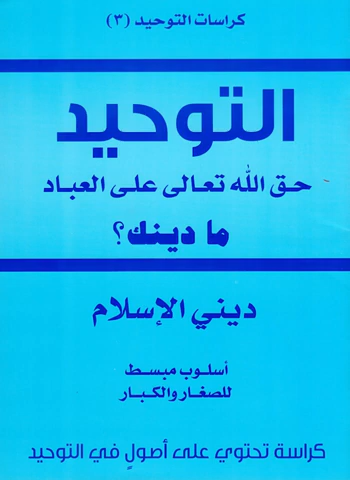 كراسات التوحيد (٣)
التوحيد
حق الله تعالى على العباد
ما دينك؟
ديني الإسلام
أسلوب مبسط
للصغار والكبار
كراسة تحتوي على أصولٍ في التوحيد